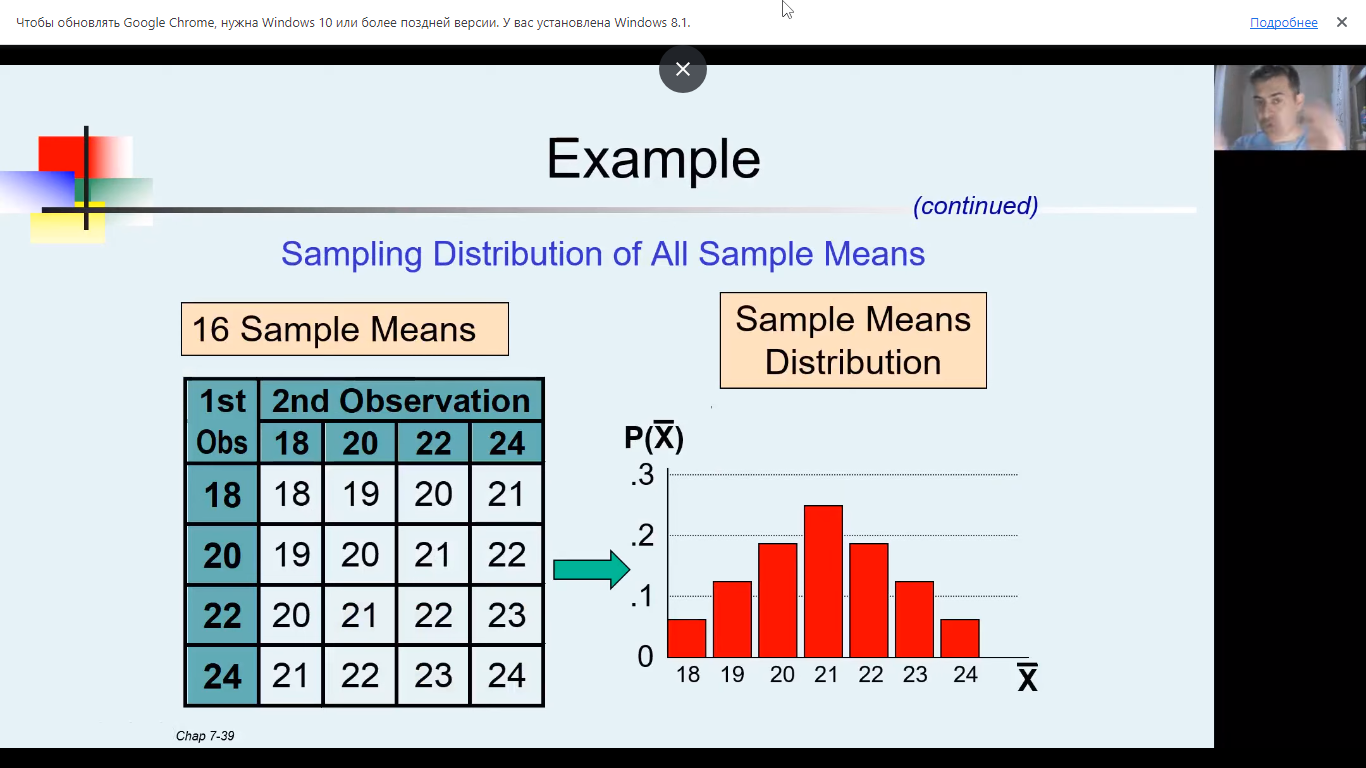 Чтобы обновлять Google Chrome, нужна Windows 10 или более поздней версии. У вас установлена Windows 8.1.
Подробнее
Example
(continued)
Sampling Distribution of All Sample Means
16 Sample Means
1st Obs 2nd Observation
18 20 22 24
18 18 19 20 21
20 19 20 21 22
22 20 21 22 23
24 21 22 23 24
Sample Means
Distribution
P(X̅)
.3
.2
.1
0
18 19 20 21 22 23 24 X̅
Chap 7-39